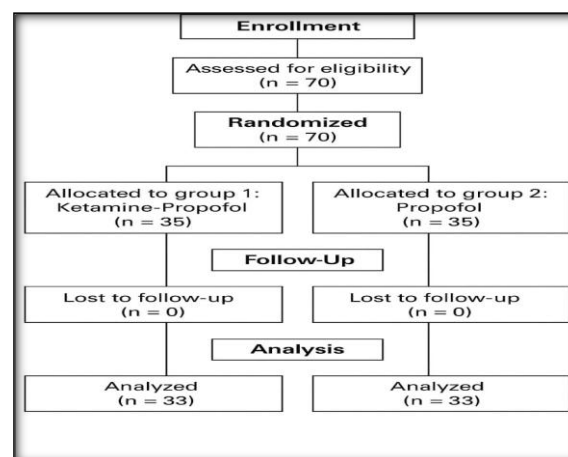 Enrollment
Assessed for eligibility
(n = 70)
Randomized
(n = 70)
Allocated to group 1:
Ketamine-Propofol
(n = 35)
Allocated to group 2:
Propofol
(n = 35)
Follow-Up
Lost to follow-up
(n = 0)
Lost to follow-up
(n = 0)
Analysis
Analyzed
(n = 33)
Analyzed
(n = 33)